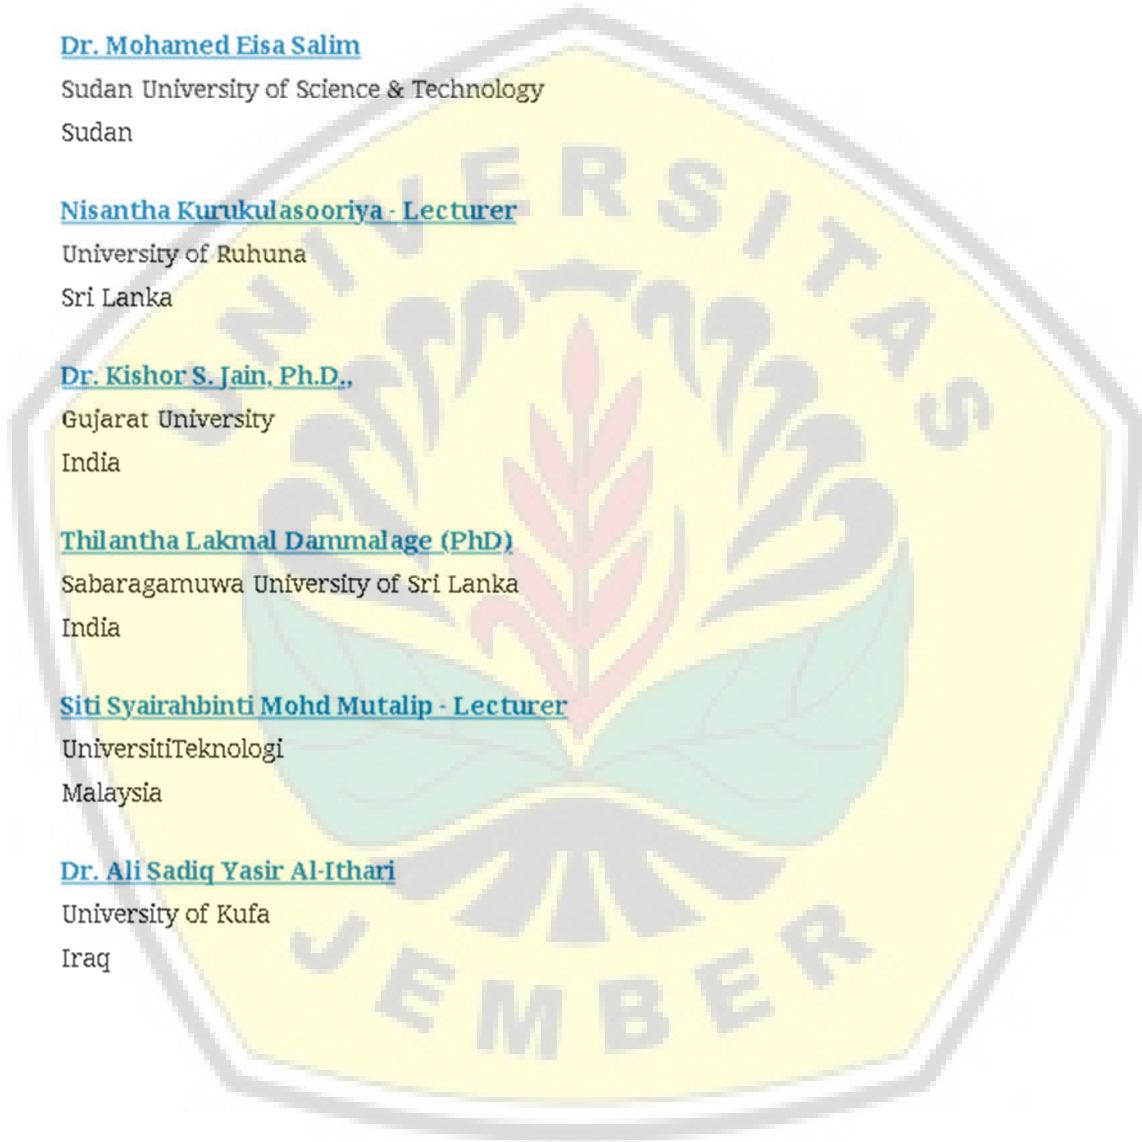 Dr. Mohamed Eisa Salim
Sudan University of Science & Technology
Sudan
Nisantha Kurukulasooriya - Lecturer
University of Ruhuna
Sri Lanka
Dr. Kishor S. Jain, Ph.D.,
Gujarat University
India
Thilantha Lakmal Dammalage (PhD)
Sabaragamuwa University of Sri Lanka
India
Siti Syairahbinti Mohd Mutalip - Lecturer
UniversitiTeknologi
Malaysia
Dr. Ali Sadiq Yasir Al-Ithari
University of Kufa
Iraq
UNIVERSITAS
JEMBER